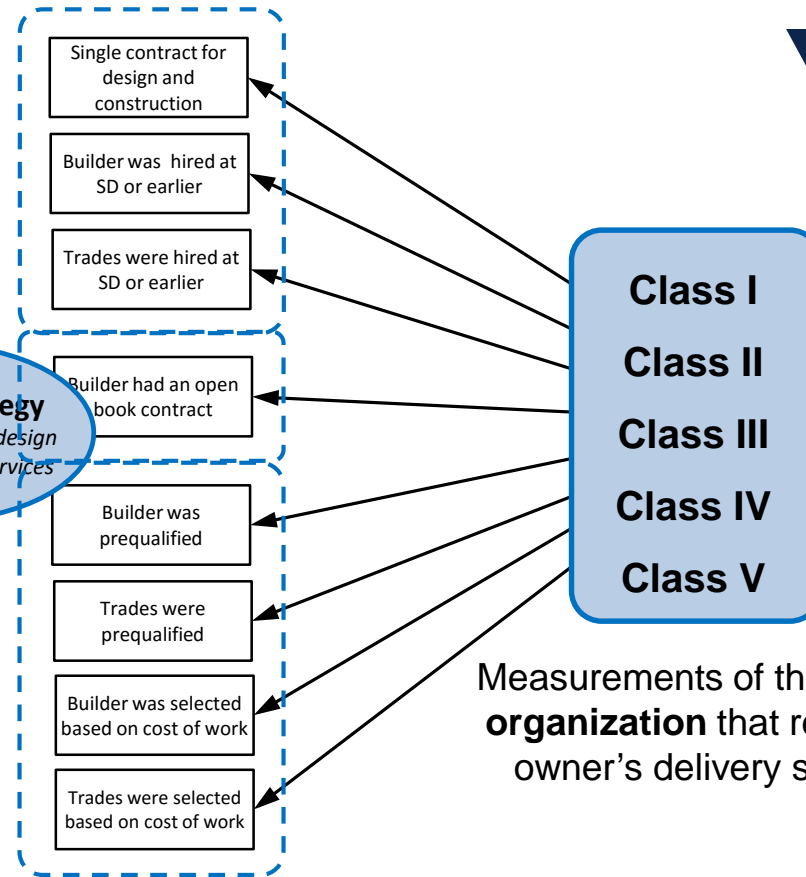 Single contract for
design and
construction
Builder was hired at
SD or earlier
Trades were hired at
SD or earlier
Builder had an open
book contract
egy
design
rvices
Builder was
prequalified
Trades were
prequalified
Builder was selected
based on cost of work
Trades were selected
based on cost of work
Class I
Class II
Class III
Class IV
Class V
Measurements of th
organization that re
owner's delivery s